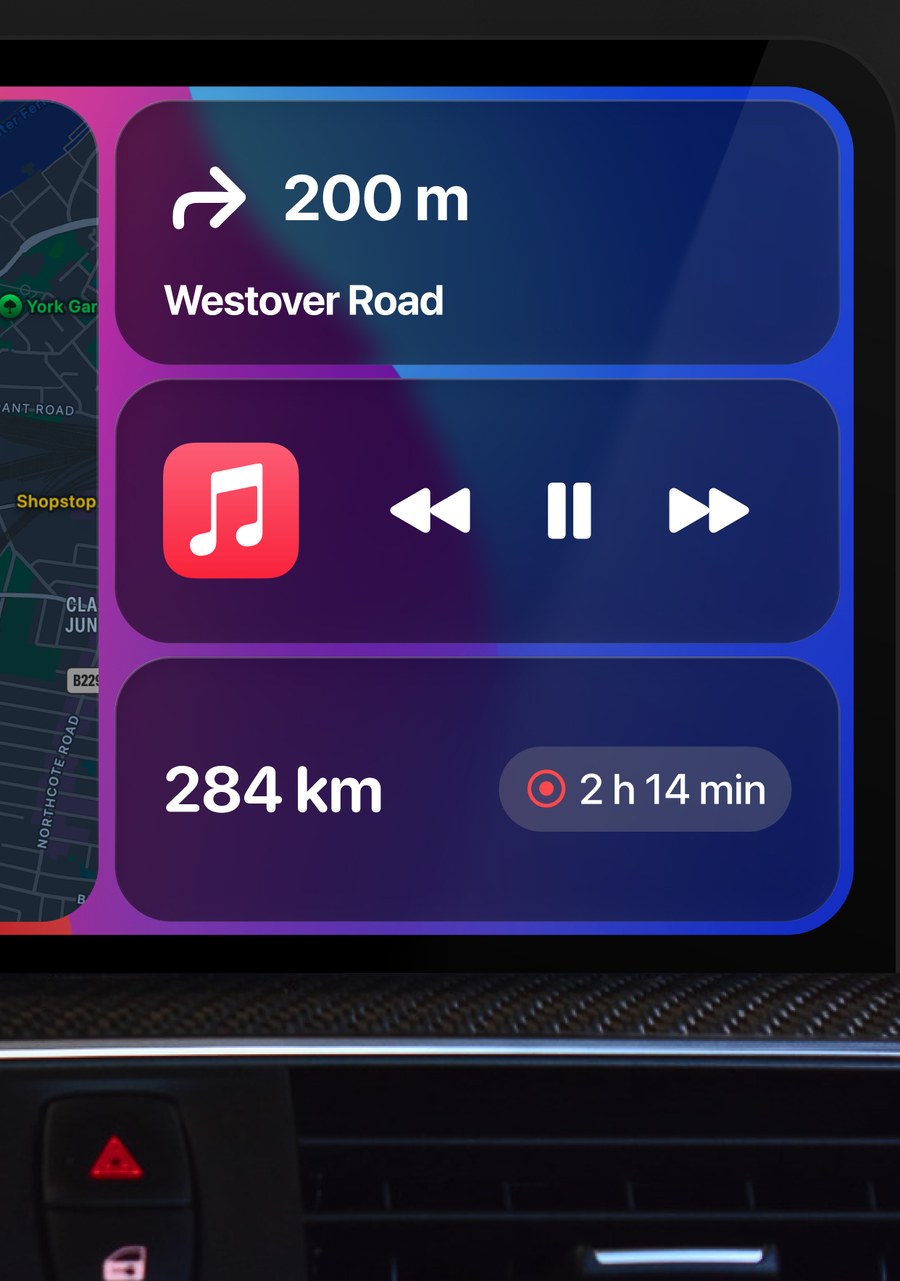 York Gar
ANT ROAD
Shopstop
CLA
JUN
B229
NORTHCOTE ROAD
B
200 m
Westover Road
284 km
2 h 14 min